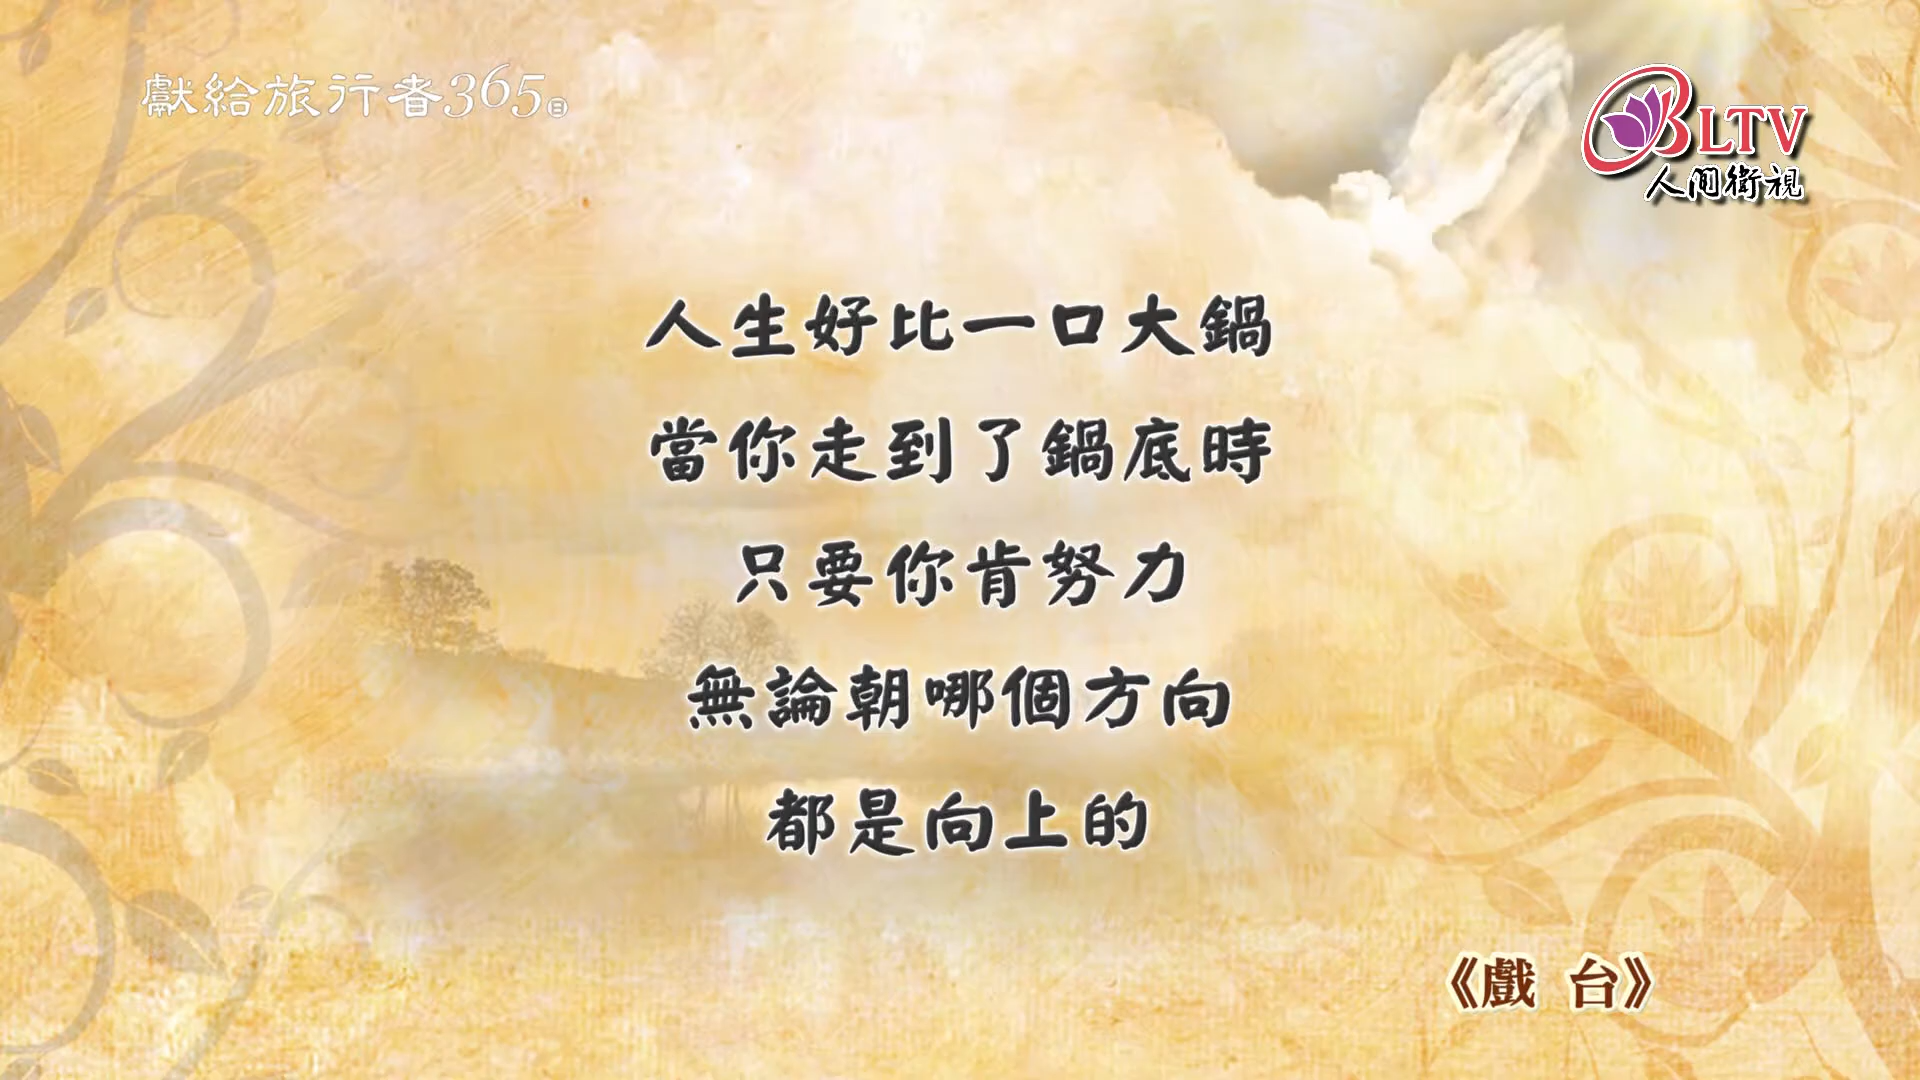 獻給旅行者365日
BLTV
人間衛視
人生好比一口大鍋
當你走到了鍋底時
只要你肯努力
無論朝哪個方向
都是向上的
《戲 台》